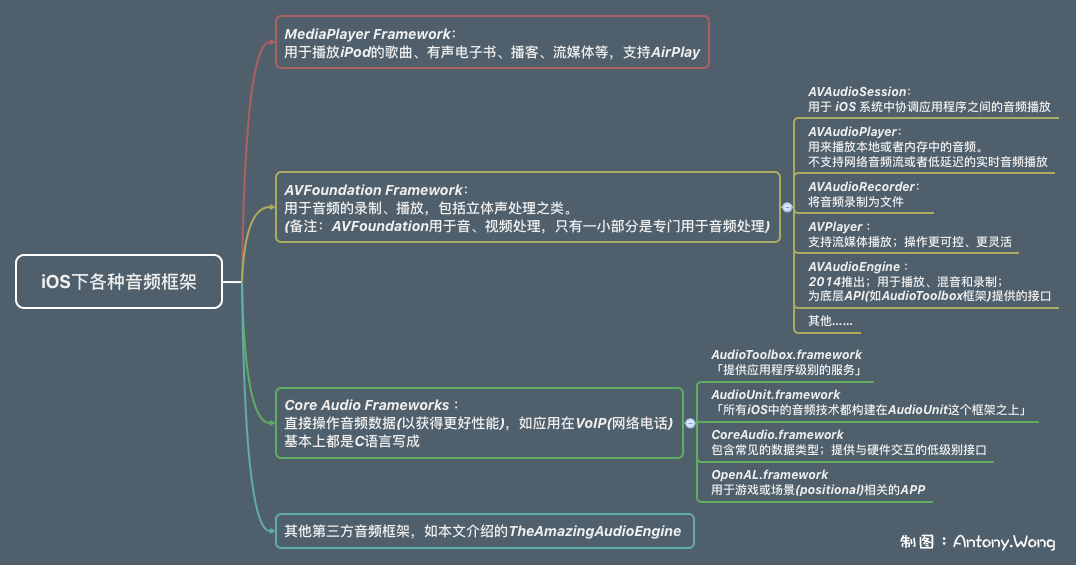 iOS下各种音频框架
MediaPlayer Framework：
用于播放iPod的歌曲、有声电子书、播客、流媒体等，支持AirPlay
AVFoundation Framework：
用于音频的录制、播放，包括立体声处理之类。
(备注：AVFoundation用于音、视频处理，只有一小部分是专门用于音频处理)
AVAudioSession：
用于 iOS 系统中协调应用程序之间的音频播放
AVAudioPlayer：
用来播放本地或者内存中的音频。
不支持网络音频流或者低延迟的实时音频播放
AVAudioRecorder：
将音频录制为文件
AVPlayer：
支持流媒体播放；操作更可控、更灵活
AVAudioEngine：
2014推出；用于播放、混音和录制；
为底层API(如AudioToolbox框架)提供的接口
其他……
Core Audio Frameworks：
直接操作音频数据(以获得更好性能)，如应用在VoIP(网络电话)
基本上都是C语言写成
AudioToolbox.framework
「提供应用程序级别的服务」
AudioUnit.framework
「所有iOS中的音频技术都构建在AudioUnit这个框架之上」
CoreAudio.framework
包含常见的数据类型；提供与硬件交互的低级别接口
OpenAL.framework
用于游戏或场景(positional)相关的APP
其他第三方音频框架，如本文介绍的TheAmazingAudioEngine
制图：Antony.Wong